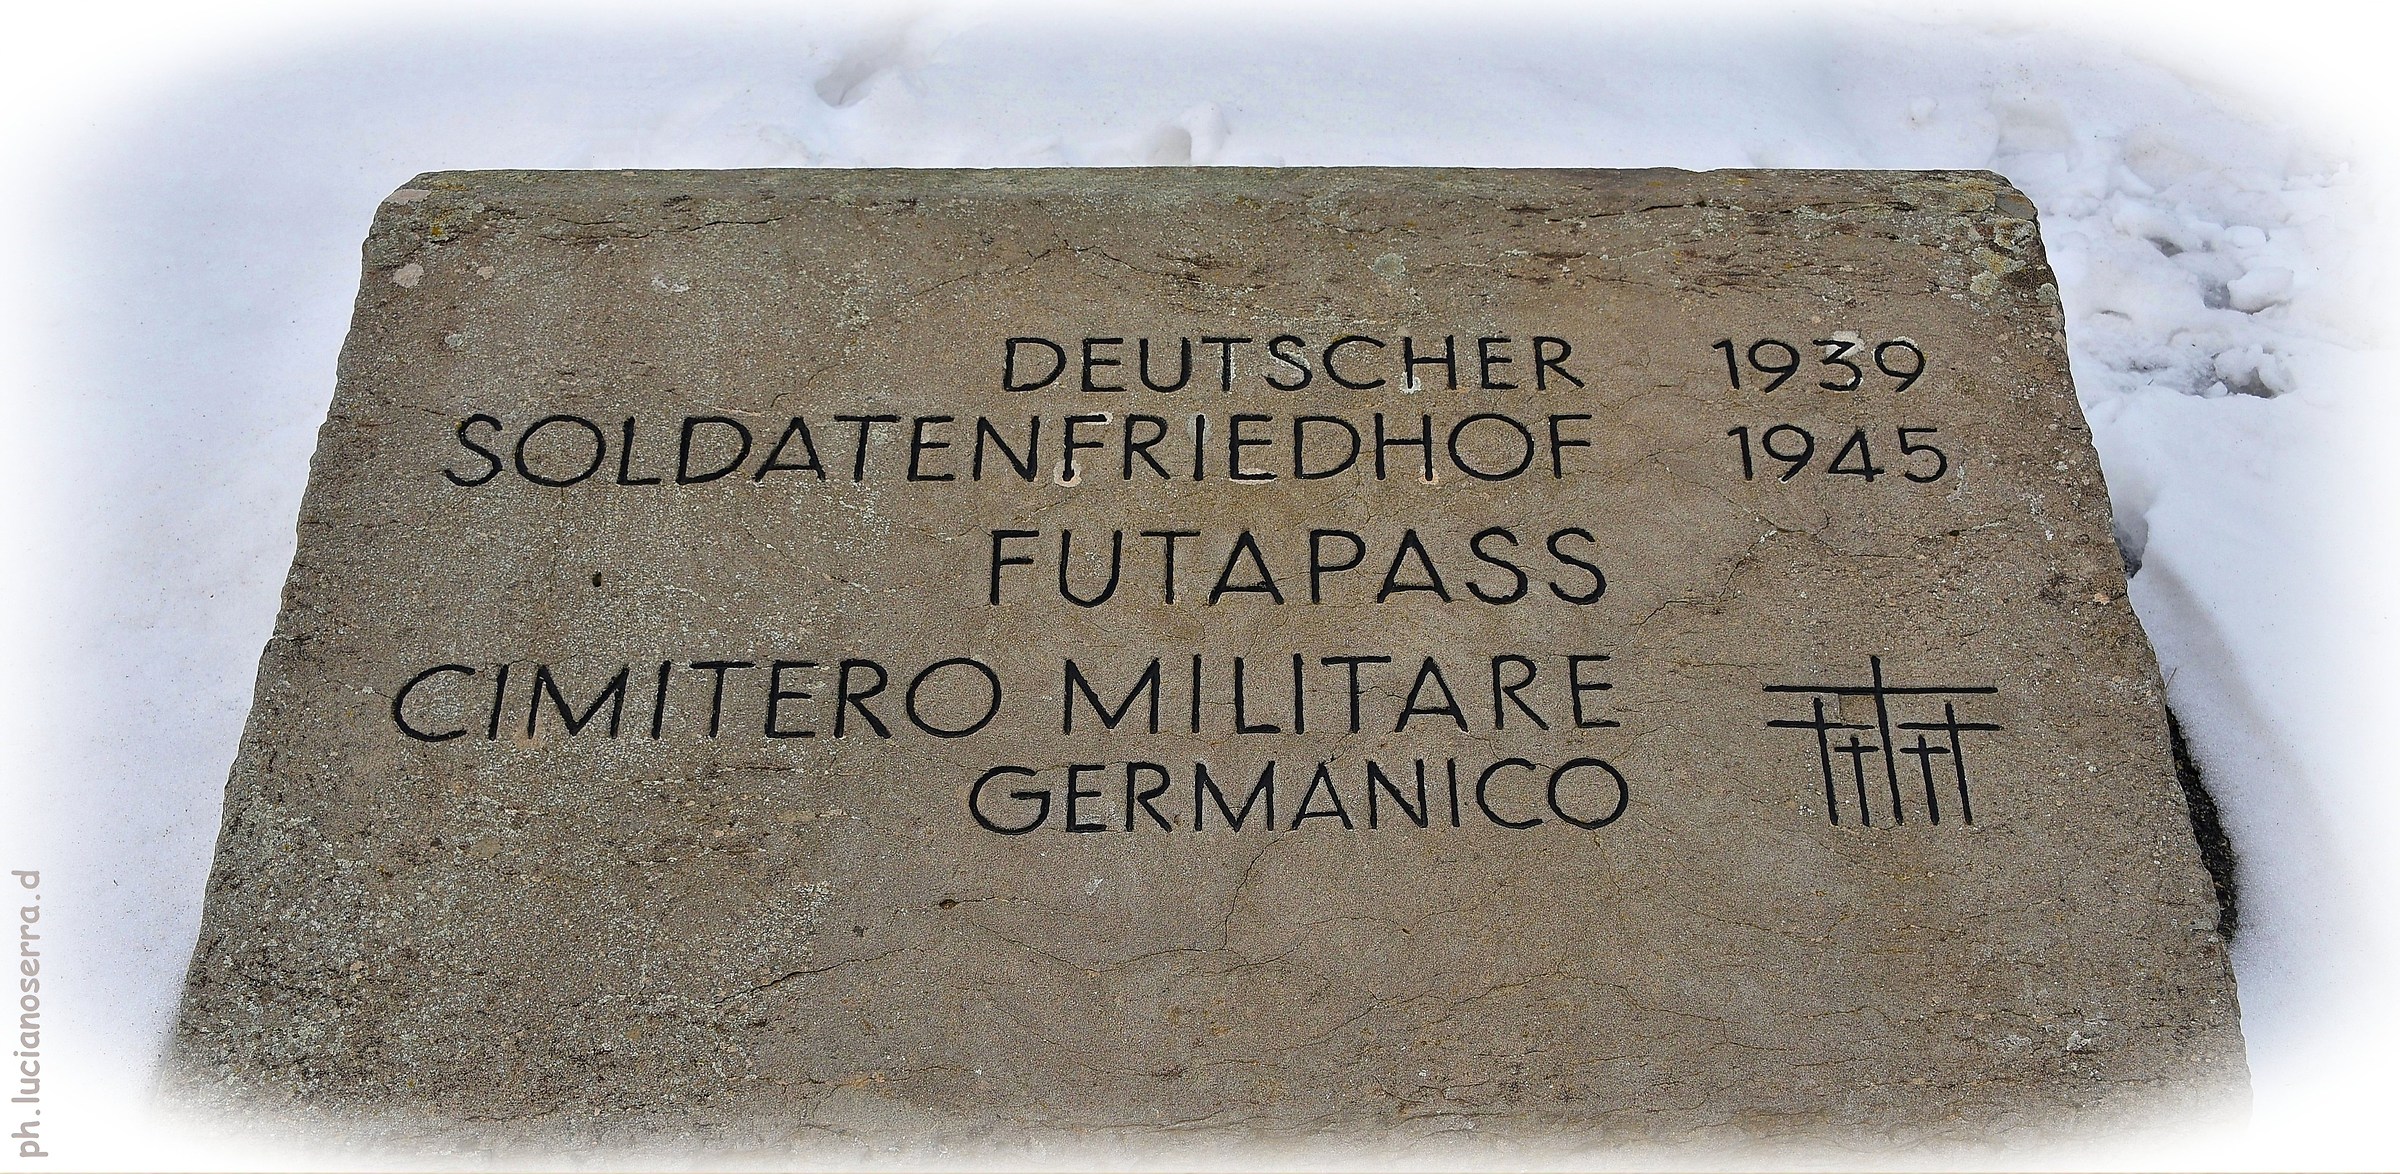 DEUTSCHER 1939
SOLDATENFRIEDHOF 1945
FUTAPASS
CIMITERO MILITARE
GERMANICO
ph.lucianoserra.d